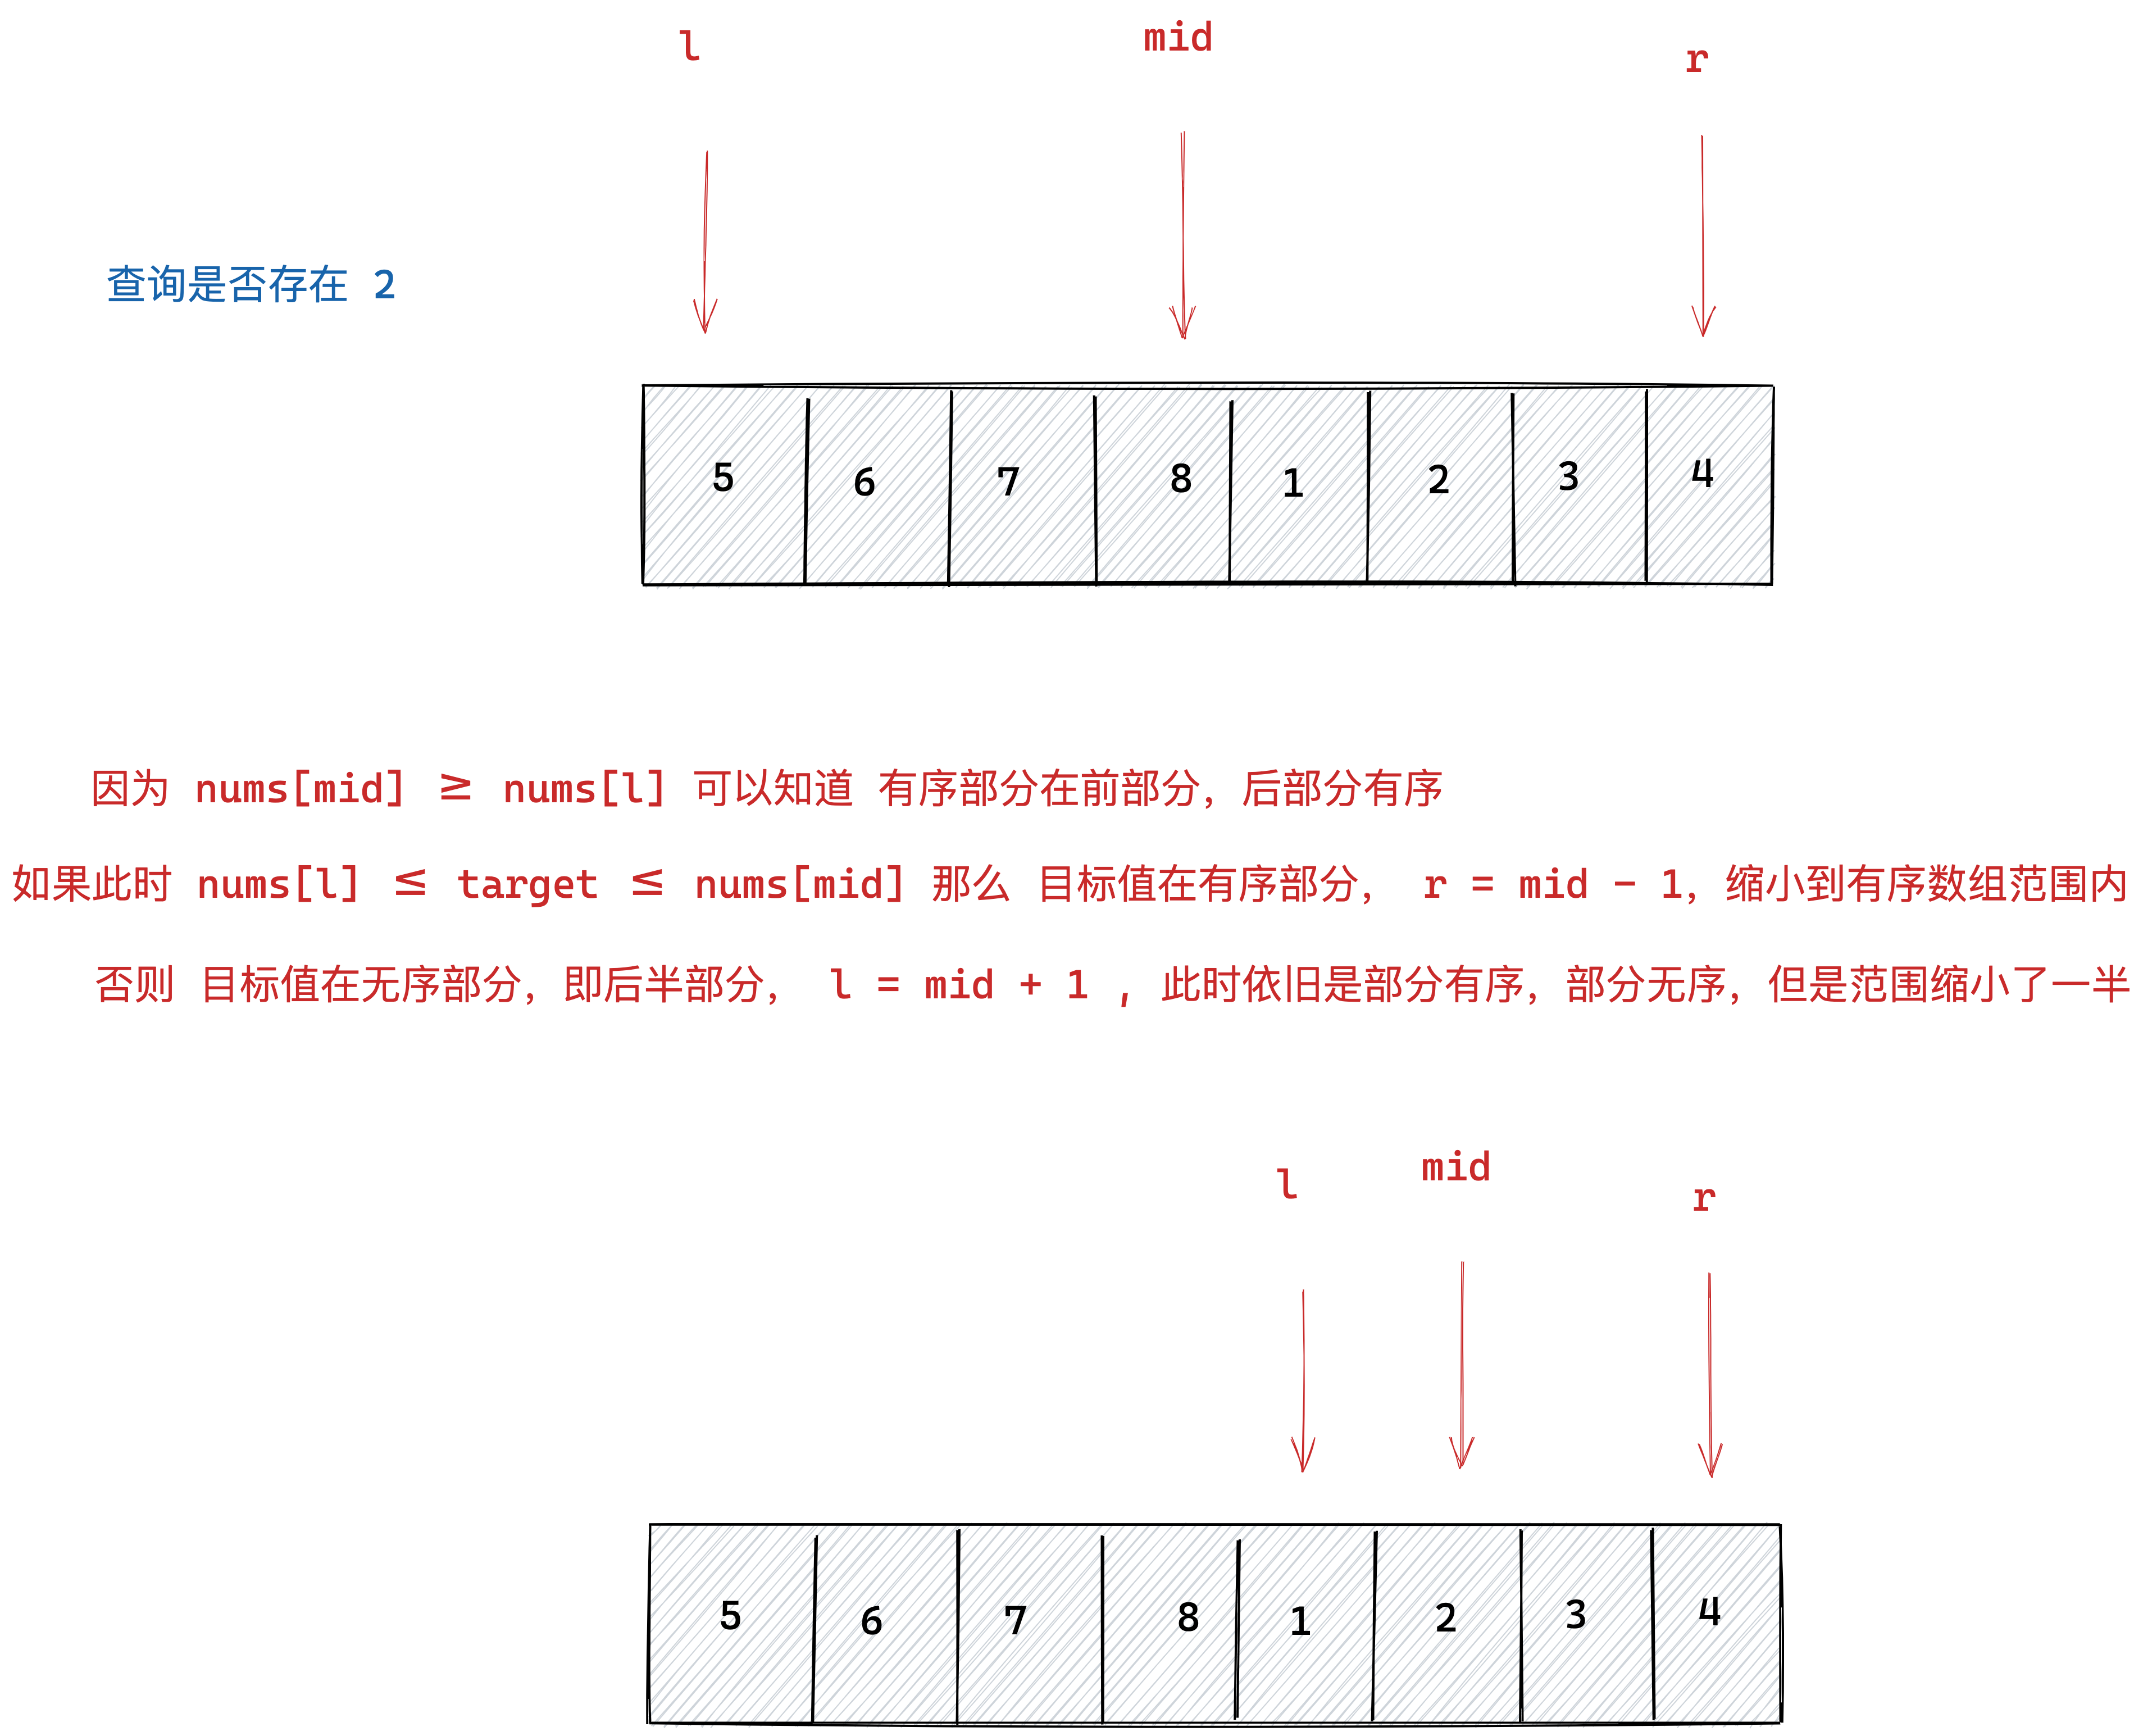 l mid r
查询是否存在 2
5 6 7 8 1 2 3 4
因为 nums[mid] ≥ nums[l] 可以知道 有序部分在前部分，后部分有序
如果此时 nums[l] ≤ target ≤ nums[mid] 那么 目标值在有序部分， r = mid - 1，缩小到有序数组范围内
否则 目标值在无序部分，即后半部分， l = mid + 1 , 此时依旧是部分有序，部分无序，但是范围缩小了一半
l mid r
5 6 7 8 1 2 3 4